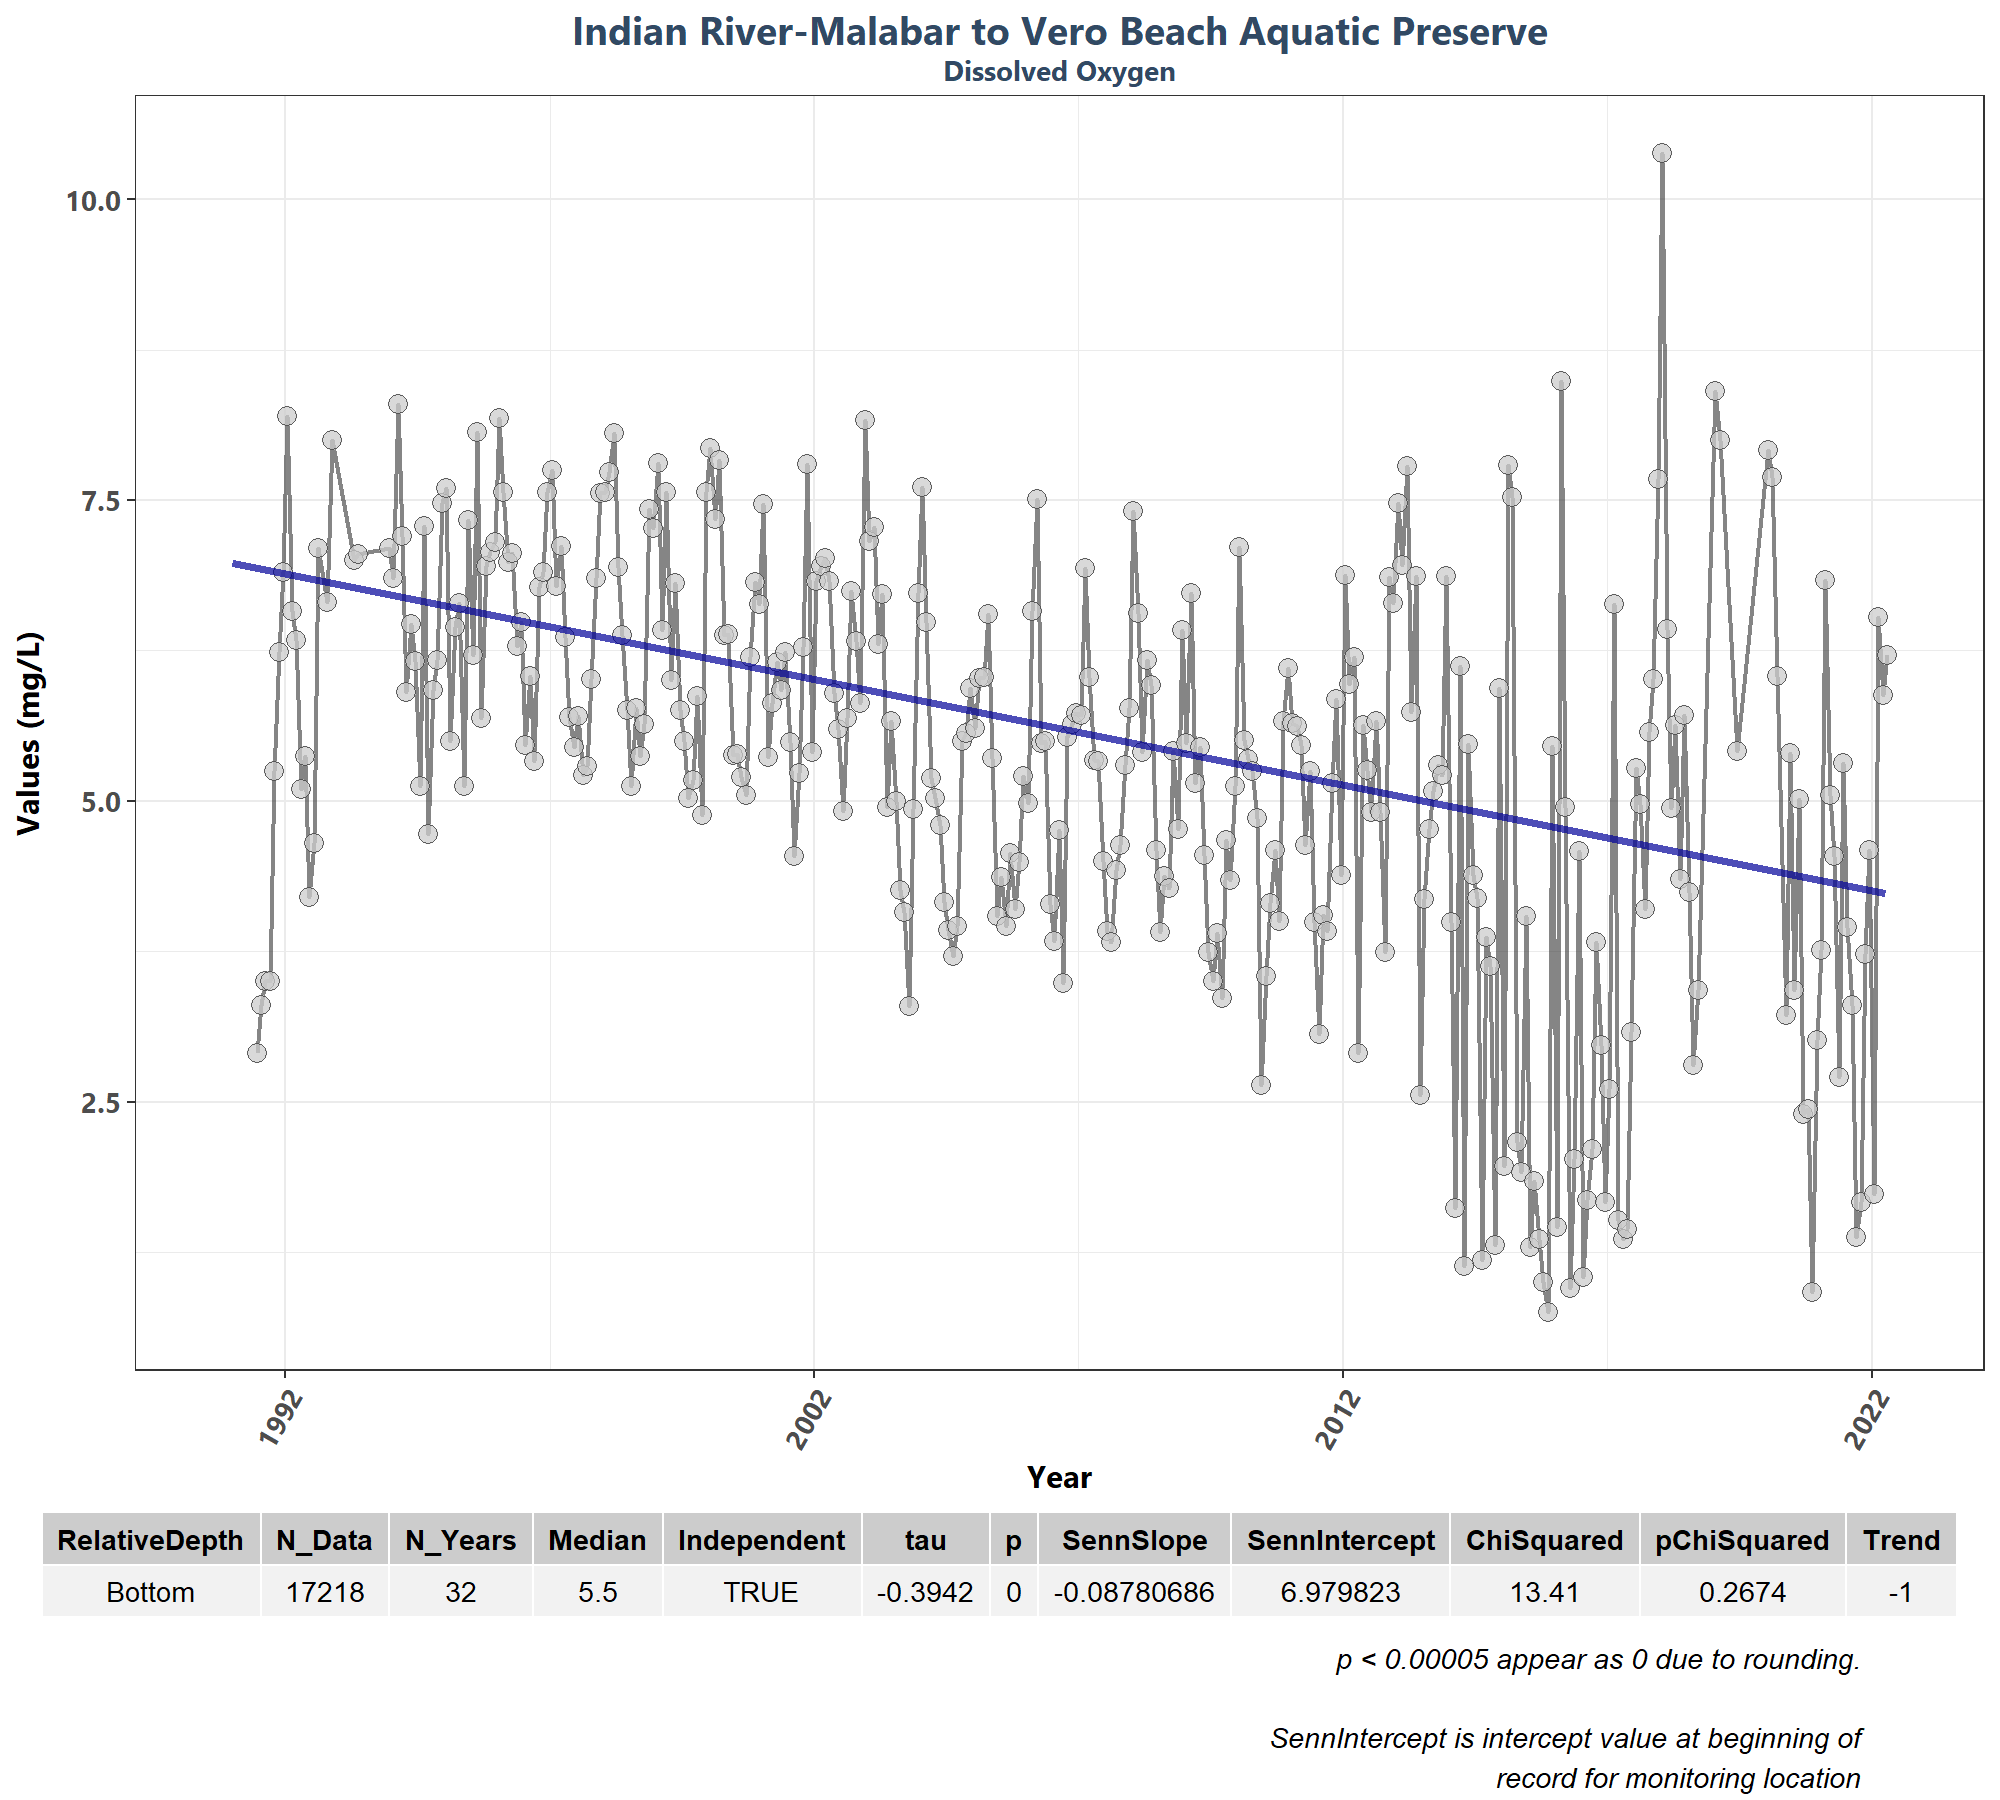 Indian River-Malabar to Vero Beach Aquatic Preserve
Dissolved Oxygen
Values (mg/L)
10.0
7.5
5.0
2.5
1992
2002
2012
2022
Year
RelativeDepth N_Data N_Years Median Independent tau p SennSlope SennIntercept ChiSquared pChiSquared Trend
Bottom 17218 32 5.5 TRUE -0.3942 0 -0.08780686 6.979823 13.41 0.2674 -1
p < 0.00005 appear as 0 due to rounding.
SennIntercept is intercept value at beginning of
record for monitoring location